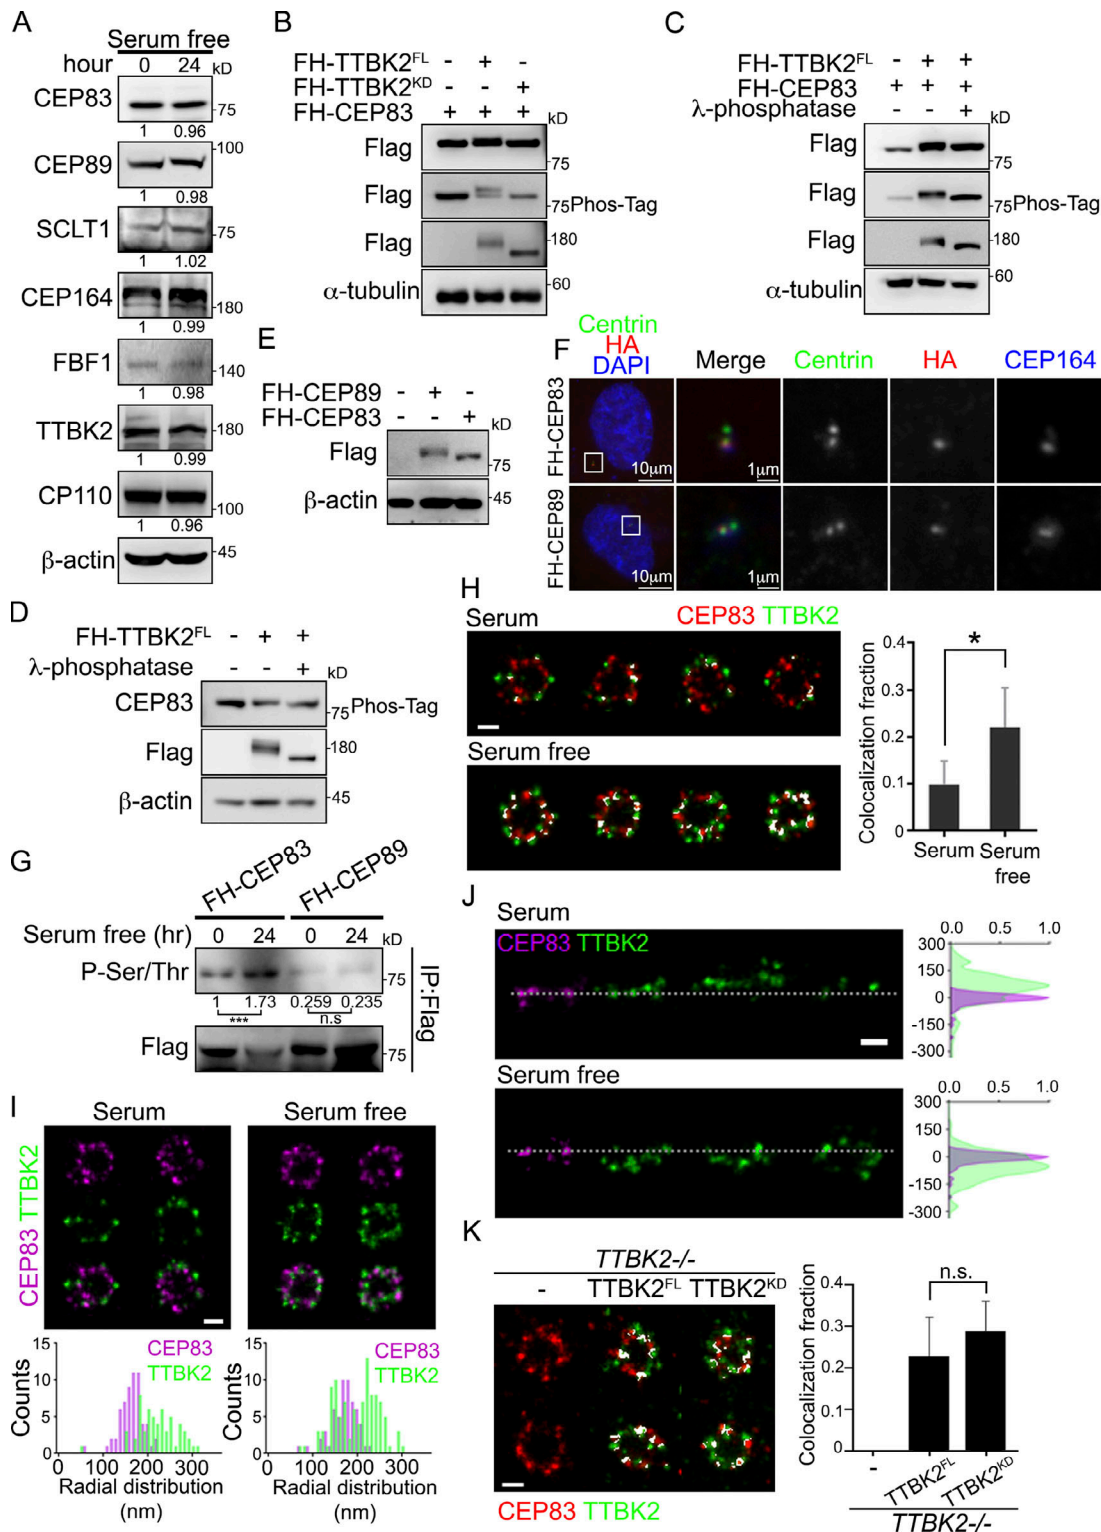 A
Serum free
hour 0 24 kD
CEP83
75
1 0.96
CEP89
100
1 0.98
SCLT1
75
1 1.02
CEP164
180
1 0.99
FBF1
140
1 0.98
TTBK2
180
1 0.99
CP110
100
1 0.96
β-actin
45
B
FH-TTBK2FL - + -
FH-TTBK2KD - - +
FH-CEP83 + + +
kD
Flag
75
Flag
75 Phos-Tag
Flag
180
α-tubulin
60
C
FH-TTBK2FL - + +
FH-CEP83 + + +
λ-phosphatase - - +
kD
Flag
75
Flag
75 Phos-Tag
Flag
180
α-tubulin
60
D
FH-TTBK2FL - + +
λ-phosphatase - - +
kD
CEP83
75 Phos-Tag
Flag
180
β-actin
45
E
FH-CEP89 - + -
FH-CEP83 - - +
kD
Flag
75
β-actin
45
F
Centrin
HA
DAPI
Merge
Centrin
HA
CEP164
FH-CEP83
10μm
1μm
FH-CEP89
10μm
1μm
G
FH-CEP83
FH-CEP89
Serum free (hr) 0 24 0 24 kD
P-Ser/Thr
75
1 1.73 0.259 0.235
*** n.s
Flag
75
IP:Flag
H
Serum
CEP83 TTBK2
Serum free
Colocalization fraction
0.4
0.3
0.2
0.1
0
*
Serum
Serum free
I
Serum
Serum free
CEP83 TTBK2
CEP83
TTBK2
Counts
15
10
5
0
0 100 200 300
Radial distribution
(nm)
CEP83
TTBK2
Counts
15
10
5
0
0 100 200 300
Radial distribution
(nm)
J
Serum
CEP83 TTBK2
0.0 0.5 1.0
300
150
0
-150
-300
Serum free
0.0 0.5 1.0
300
150
0
-150
-300
K
TTBK2-/-
- TTBK2FL TTBK2KD
CEP83 TTBK2
Colocalization fraction
0.4
0.3
0.2
0.1
0
n.s.
-
TTBK2FL
TTBK2KD
TTBK2-/-